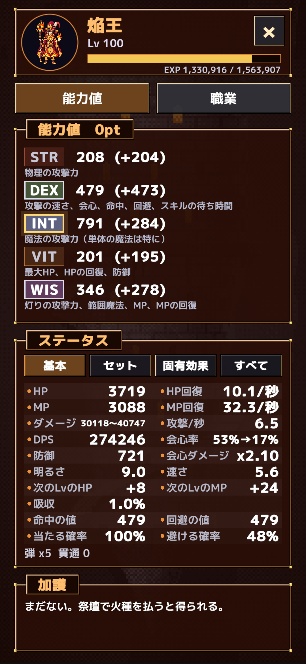 焰王
Lv 100
×
EXP 1,330,916 / 1,563,907
能力値
職業
能力値 0pt
STR 208 (+204)
物理の攻撃力
DEX 479 (+473)
攻撃の速さ、会心、命中、回避、スキルの待ち時間
INT 791 (+284)
魔法の攻撃力（単体の魔法は特に）
VIT 201 (+195)
最大HP、HPの回復、防御
WIS 346 (+278)
灯りの攻撃力、範囲魔法、MP、MPの回復
ステータス
基本 セット 固有効果 すべて
HP 3719 HP回復 10.1/秒
MP 3088 MP回復 32.3/秒
ダメージ 30118〜40747 攻撃/秒 6.5
DPS 274246 会心率 53%→17%
防御 721 会心ダメージ ×2.10
明るさ 9.0 速さ 5.6
次のLvのHP +8 次のLvのMP +24
吸収 1.0%
命中の値 479 回避の値 479
当たる確率 100% 避ける確率 48%
弾 x5 貫通 0
加護
まだない。祭壇で火種を払うと得られる。